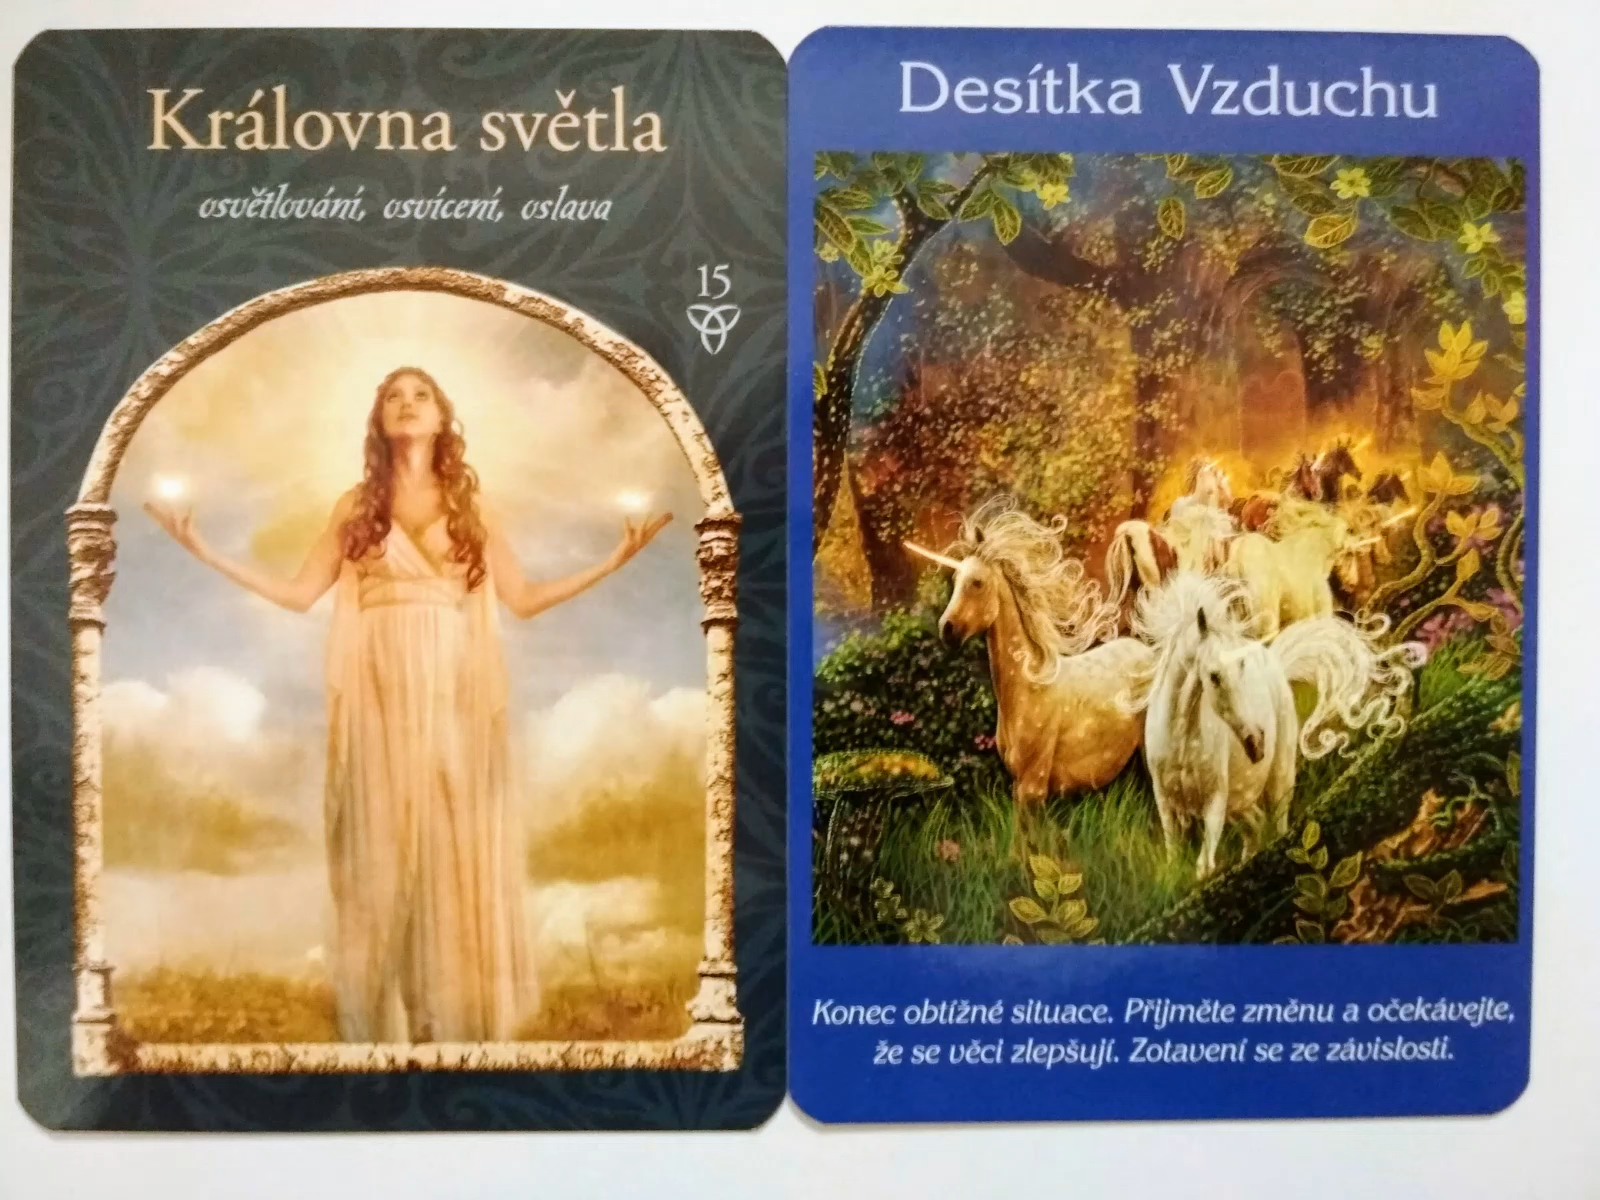 Královna světla
osvětlování, osvícení, oslava
15
Desítka Vzduchu
Konec obtížné situace. Přijměte změnu a očekávejte,
že se věci zlepšují. Zotavení se ze závislosti.